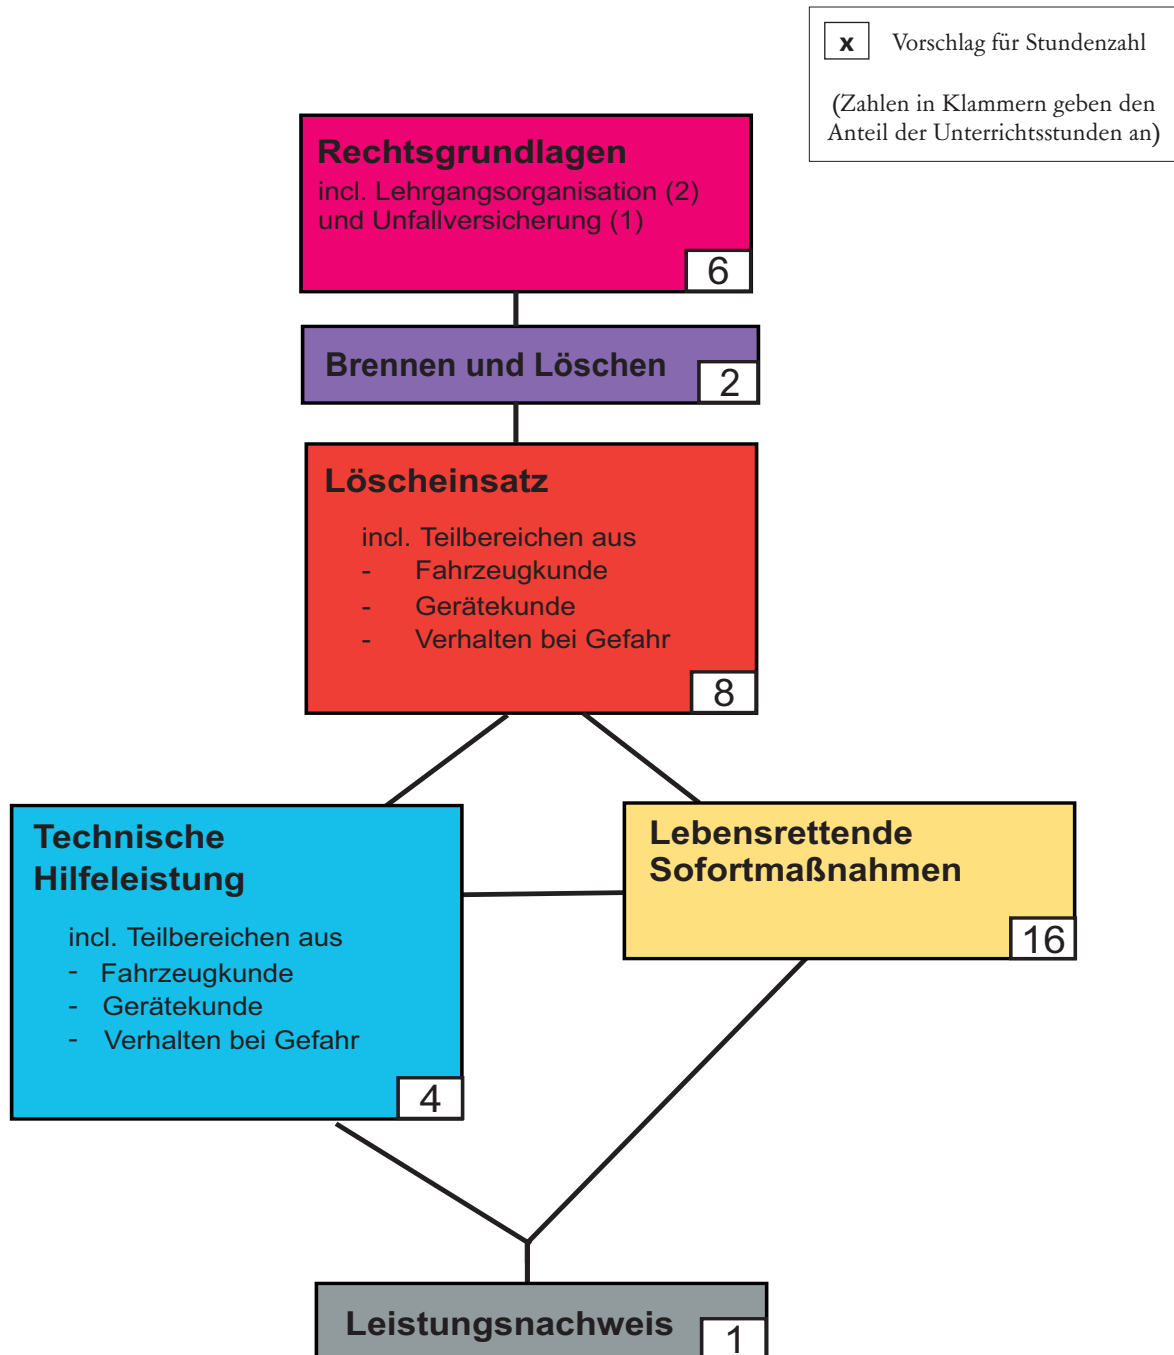 x Vorschlag für Stundenzahl
(Zahlen in Klammern geben den
Anteil der Unterrichtsstunden an)
Rechtsgrundlagen
incl. Lehrgangsorganisation (2)
und Unfallversicherung (1)
6
Brennen und Löschen
2
Löscheinsatz
incl. Teilbereichen aus
- Fahrzeugkunde
- Gerätekunde
- Verhalten bei Gefahr
8
Technische
Hilfeleistung
incl. Teilbereichen aus
- Fahrzeugkunde
- Gerätekunde
- Verhalten bei Gefahr
4
Lebensrettende
Sofortmaßnahmen
16
Leistungsnachweis
1